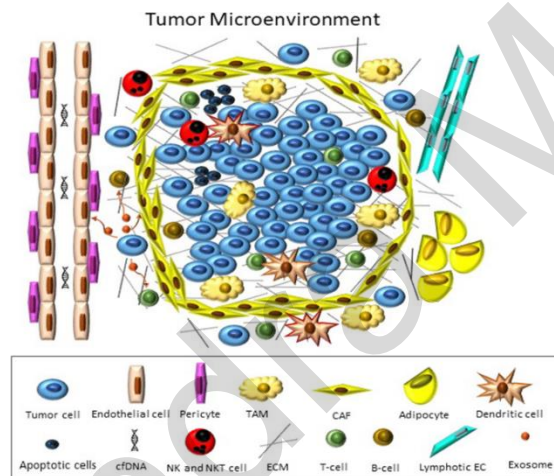 Tumor Microenvironment
Tumor cell Endothelial cell Pericyte TAM CAF Adipocyte Dendritic cell
Apoptotic cells cfDNA NK and NKT cell ECM T-cell B-cell Lymphotic EC Exosome